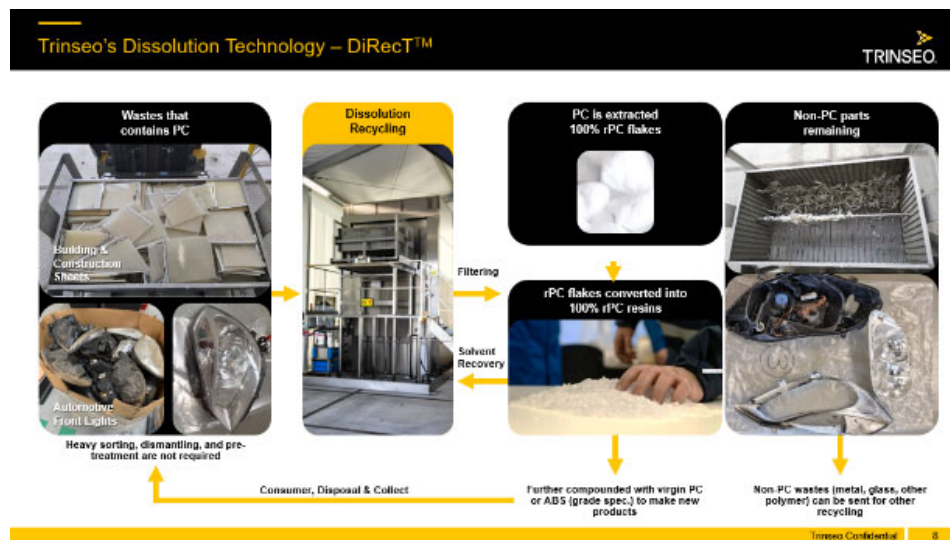 Trinseo's Dissolution Technology – DiRecT™
TRINSEO.
Wastes that
contains PC
Building &
Construction
Sheets
Automotive
Front Lights
Heavy sorting, dismantling, and pre-
treatment are not required
Dissolution
Recycling
Filtering
Solvent
Recovery
PC is extracted
100% rPC flakes
rPC flakes converted into
100% rPC resins
Non-PC parts
remaining
Consumer, Disposal & Collect
Further compounded with virgin PC
or ABS (grade spec.) to make new
products
Non-PC wastes (metal, glass, other
polymer) can be sent for other
recycling
Trinseo Confidential
8